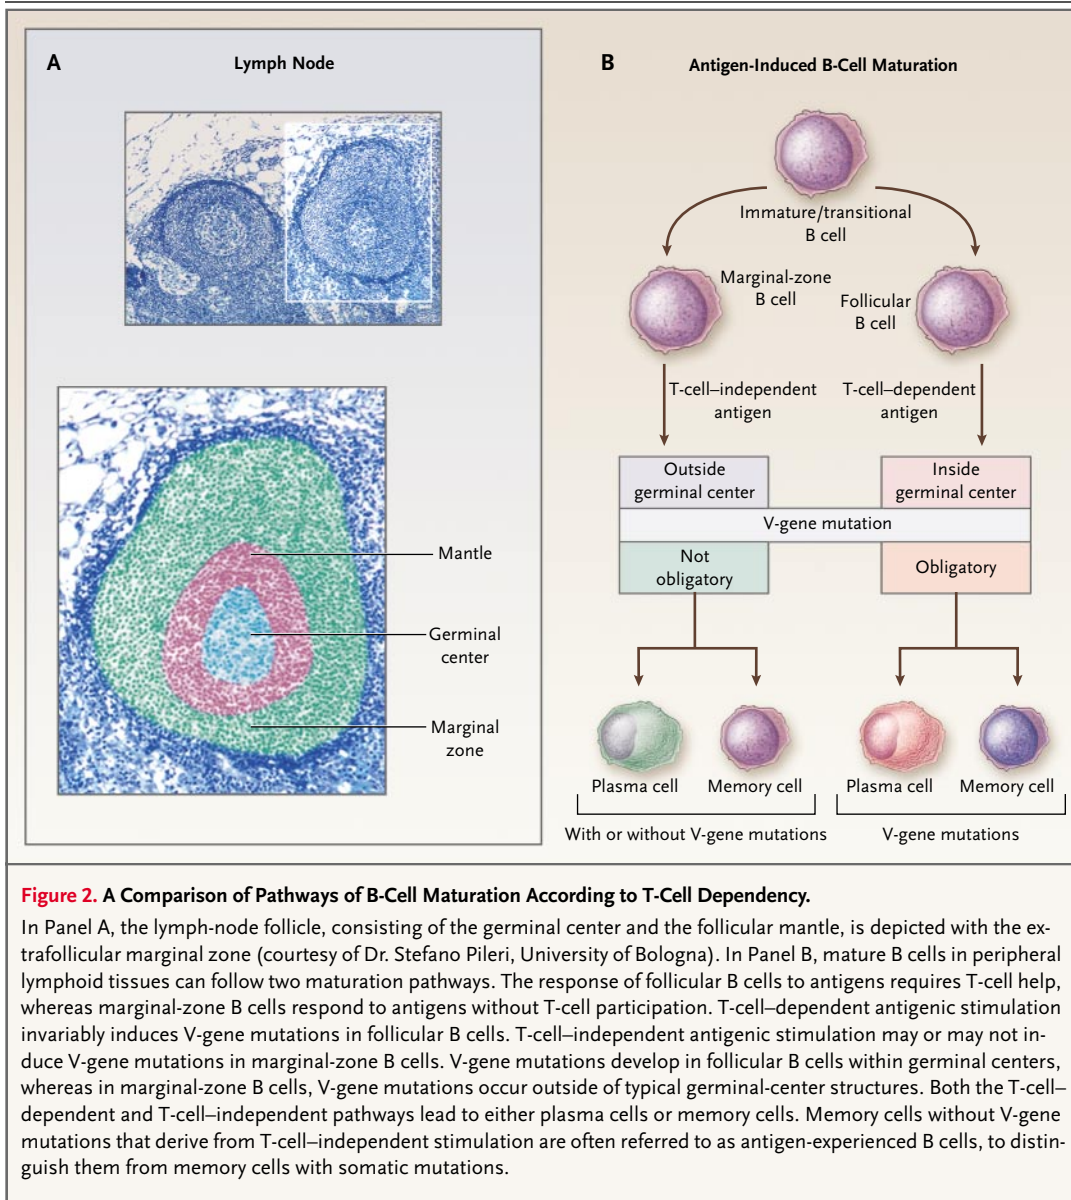 A
Lymph Node
Mantle
Germinal
center
Marginal
zone
B
Antigen-Induced B-Cell Maturation
Immature/transitional
B cell
Marginal-zone
B cell
Follicular
B cell
T-cell–independent
antigen
T-cell–dependent
antigen
Outside
germinal center
Inside
germinal center
V-gene mutation
Not
obligatory
Obligatory
Plasma cell
Memory cell
Plasma cell
Memory cell
With or without V-gene mutations
V-gene mutations
Figure 2. A Comparison of Pathways of B-Cell Maturation According to T-Cell Dependency.
In Panel A, the lymph-node follicle, consisting of the germinal center and the follicular mantle, is depicted with the ex-
trafollicular marginal zone (courtesy of Dr. Stefano Pileri, University of Bologna). In Panel B, mature B cells in peripheral
lymphoid tissues can follow two maturation pathways. The response of follicular B cells to antigens requires T-cell help,
whereas marginal-zone B cells respond to antigens without T-cell participation. T-cell–dependent antigenic stimulation
invariably induces V-gene mutations in follicular B cells. T-cell–independent antigenic stimulation may or may not in-
duce V-gene mutations in marginal-zone B cells. V-gene mutations develop in follicular B cells within germinal centers,
whereas in marginal-zone B cells, V-gene mutations occur outside of typical germinal-center structures. Both the T-cell–
dependent and T-cell–independent pathways lead to either plasma cells or memory cells. Memory cells without V-gene
mutations that derive from T-cell–independent stimulation are often referred to as antigen-experienced B cells, to distin-
guish them from memory cells with somatic mutations.